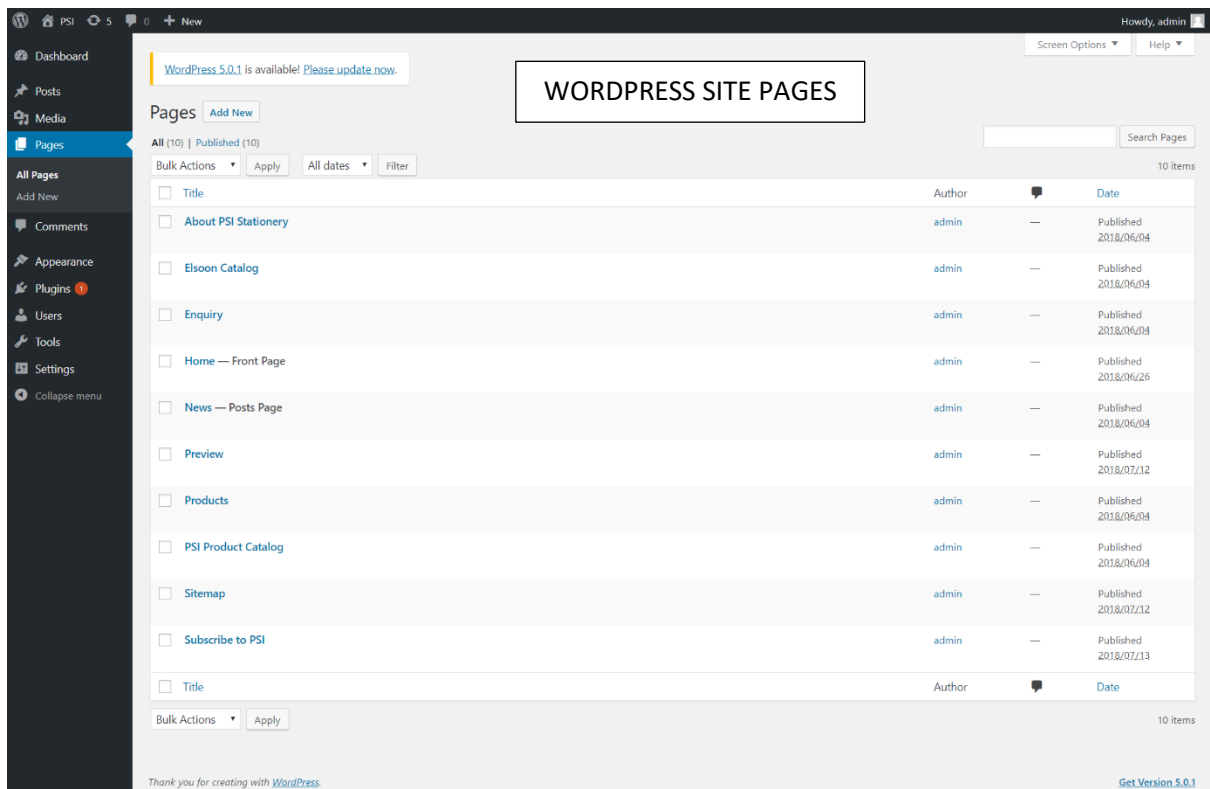 PSI 5 0 + New Howdy, admin
Dashboard
Posts
Media
Pages
All Pages
Add New
Comments
Appearance
Plugins 1
Users
Tools
Settings
Collapse menu
Screen Options ▼ Help ▼
WordPress 5.0.1 is available! Please update now.
WORDPRESS SITE PAGES
Pages Add New
All (10) | Published (10)
Search Pages
Bulk Actions ▼ Apply All dates ▼ Filter 10 items
Title Author Date
About PSI Stationery admin — Published
2018/06/04
Elsoon Catalog admin — Published
2018/06/04
Enquiry admin — Published
2018/06/04
Home — Front Page admin — Published
2018/06/26
News — Posts Page admin — Published
2018/06/04
Preview admin — Published
2018/07/12
Products admin — Published
2018/06/04
PSI Product Catalog admin — Published
2018/06/04
Sitemap admin — Published
2018/07/12
Subscribe to PSI admin — Published
2018/07/13
Title Author Date
Bulk Actions ▼ Apply 10 items
Thank you for creating with WordPress. Get Version 5.0.1